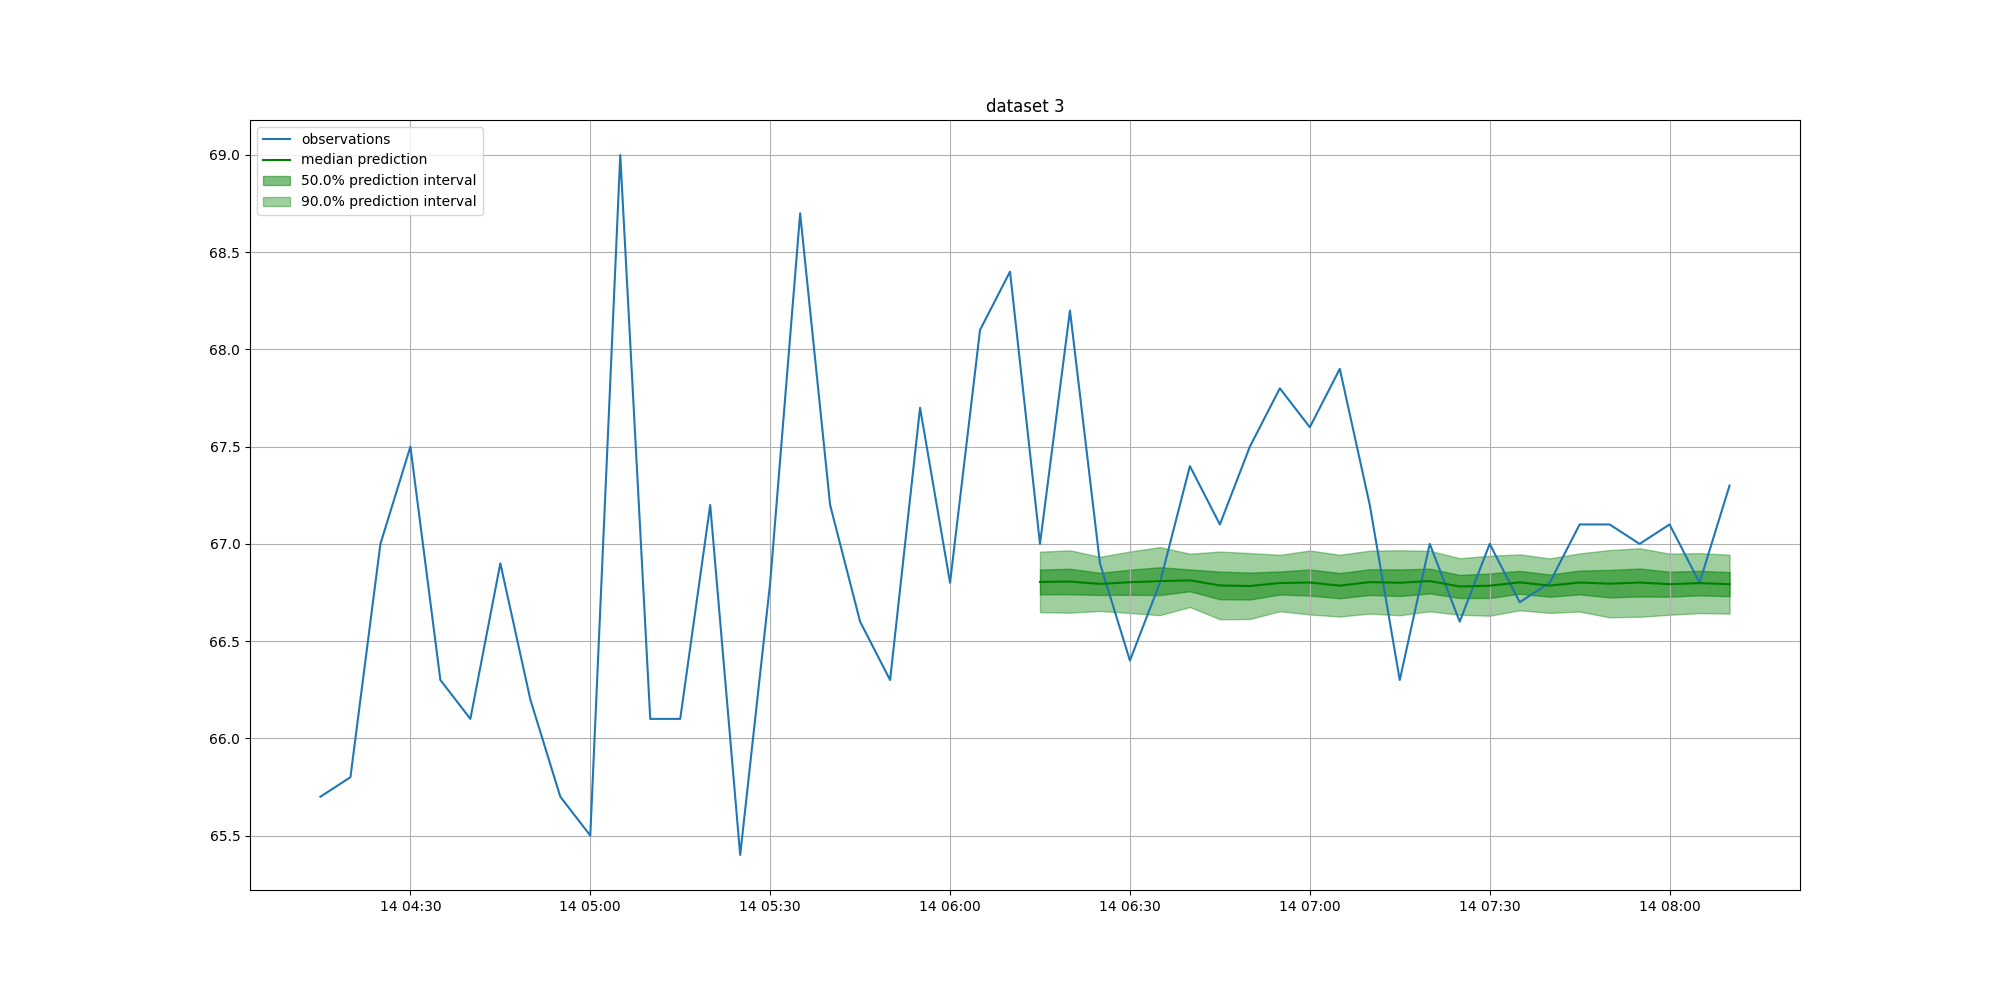 dataset 3
observations
median prediction
50.0% prediction interval
90.0% prediction interval
69.0
68.5
68.0
67.5
67.0
66.5
66.0
65.5
14 04:30 14 05:00 14 05:30 14 06:00 14 06:30 14 07:00 14 07:30 14 08:00